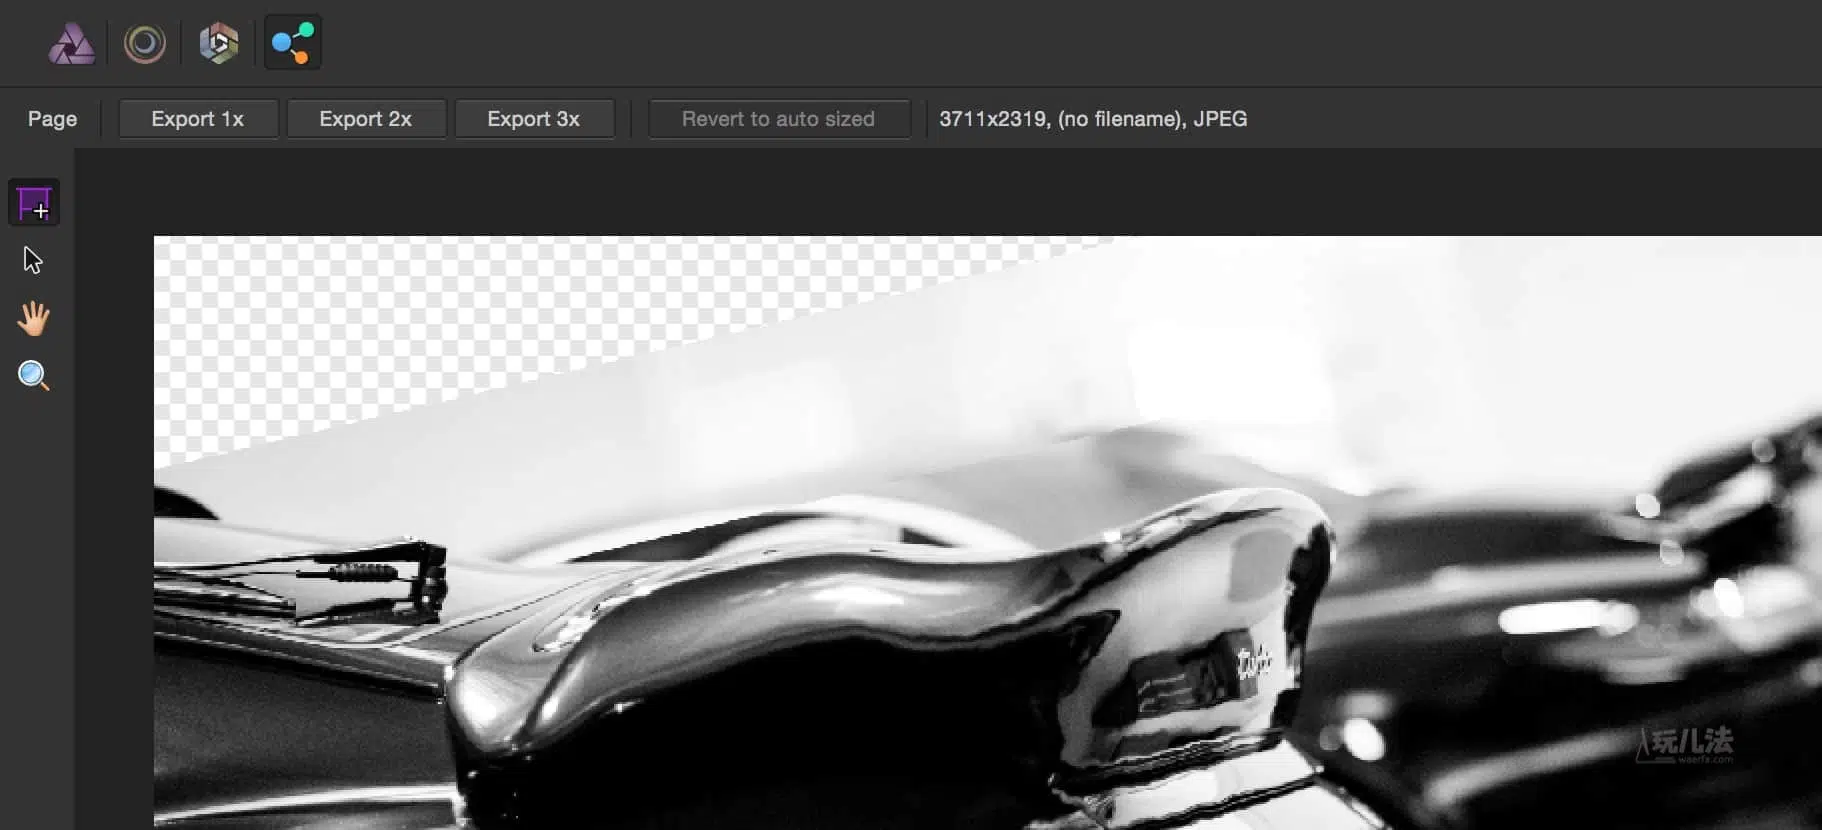 Page
Export 1x
Export 2x
Export 3x
Revert to auto sized
3711x2319, (no filename), JPEG
玩儿法
waerfa.com